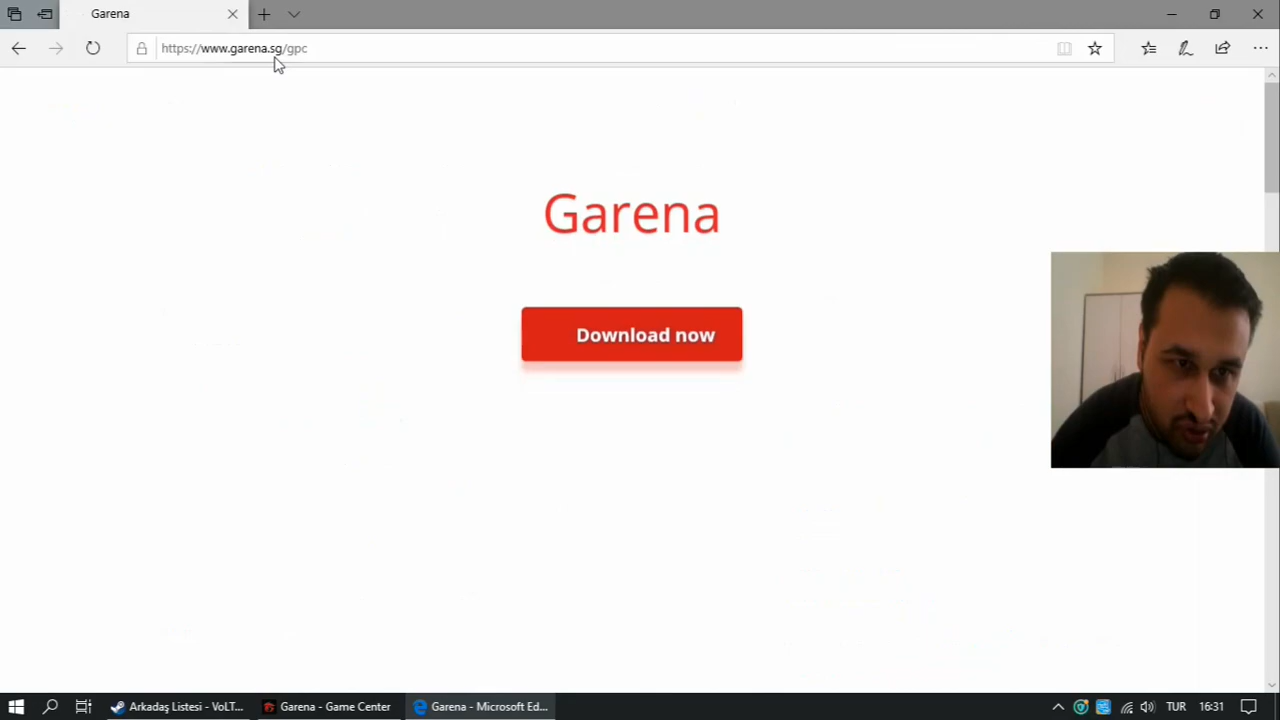 Garena
https://www.garena.sg/gpc
Garena
Download now
Arkadaş Listesi - VoLT...
Garena - Game Center
Garena - Microsoft Ed...
TUR
16:31